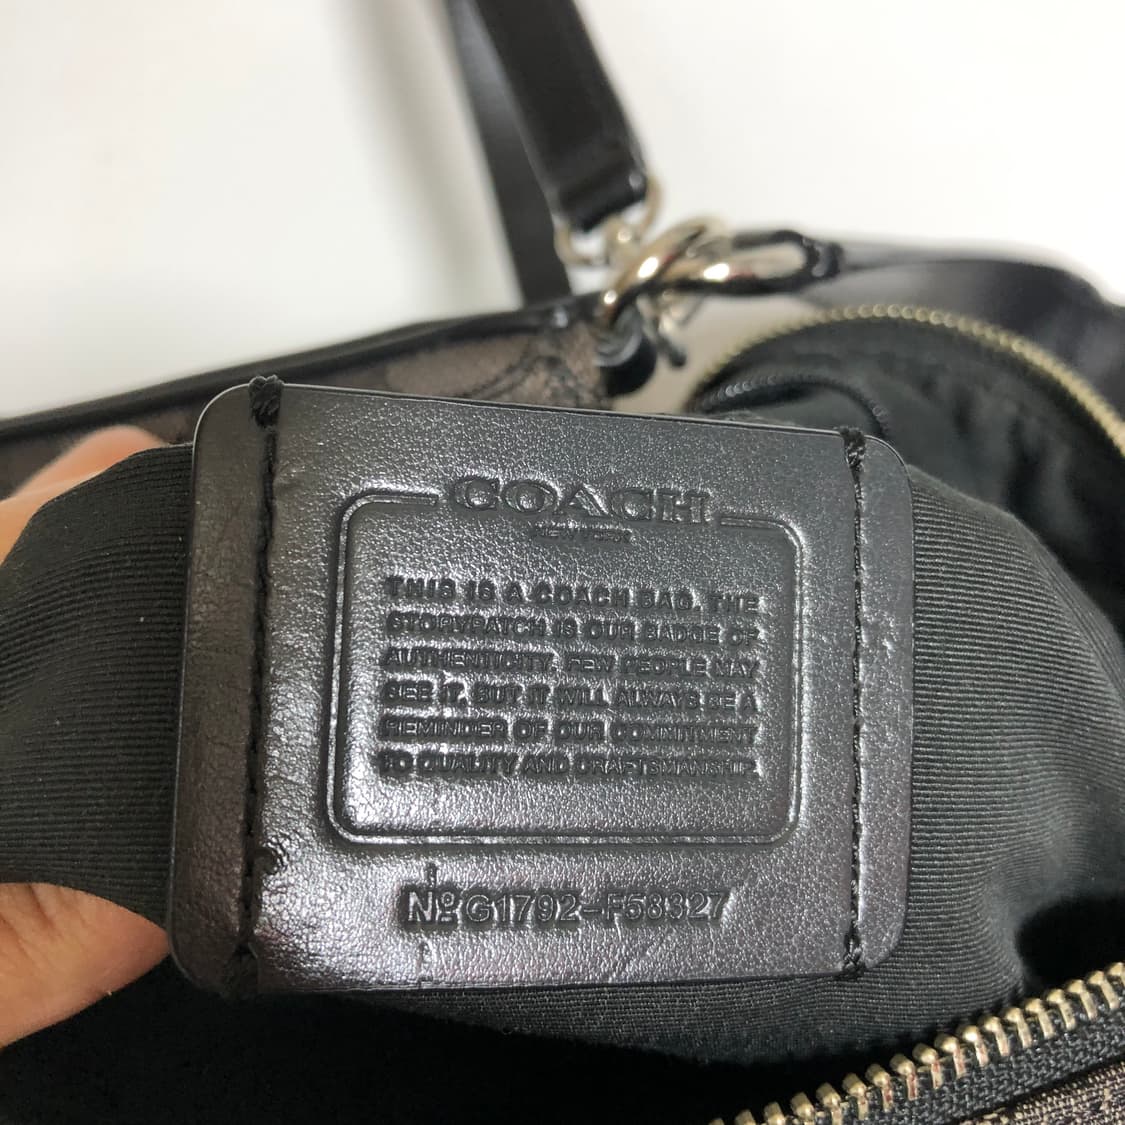 COACH
NEW YORK
THIS IS A COACH BAG. THE
STORYPATCH IS OUR BADGE OF
AUTHENTICITY. FEW PEOPLE MAY
SEE IT. BUT IT WILL ALWAYS BE A
REMINDER OF OUR COMMITMENT
TO QUALITY AND CRAFTSMANSHIP.
No G1792-F58327